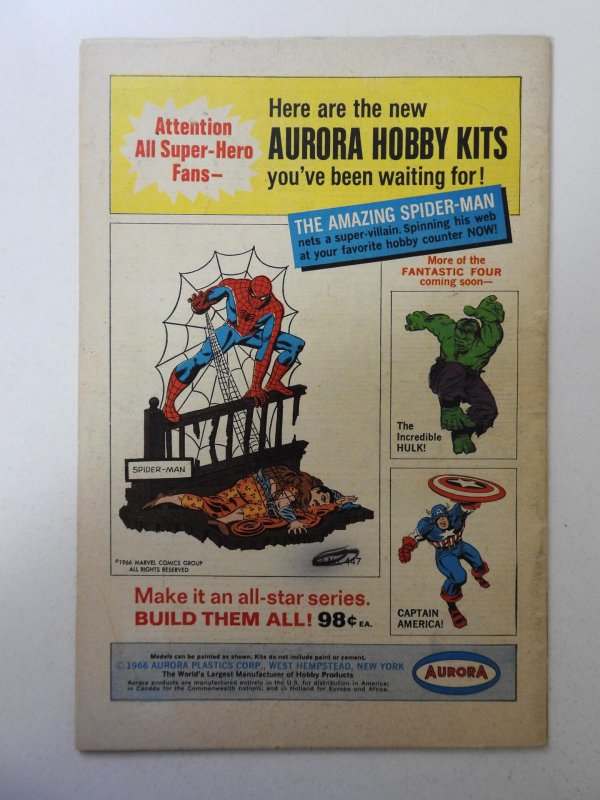 Attention
All Super-Hero
Fans—
Here are the new
AURORA HOBBY KITS
you've been waiting for!
THE AMAZING SPIDER-MAN
nets a super-villain. Spinning his web
at your favorite hobby counter NOW!
More of the
FANTASTIC FOUR
coming soon—
SPIDER-MAN
The
Incredible
HULK!
©1966 MARVEL COMICS GROUP
ALL RIGHTS RESERVED
447
CAPTAIN
AMERICA!
Make it an all-star series.
BUILD THEM ALL! 98¢ EA.
Models can be painted as shown. Kits do not include paint or cement.
©1966 AURORA PLASTICS CORP., WEST HEMPSTEAD, NEW YORK
The World's Largest Manufacturer of Hobby Products
Aurora products are manufactured entirely in the U.S. for distribution in America;
in Canada for the Commonwealth nations; and in Holland for Europe and Africa.
AURORA